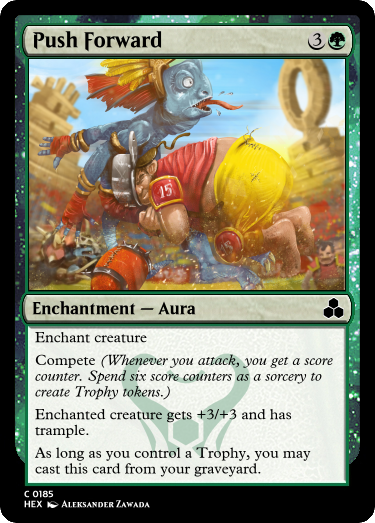 Push Forward 3
15
15
Enchantment — Aura
Enchant creature
Compete (Whenever you attack, you get a score
counter. Spend six score counters as a sorcery to
create Trophy tokens.)
Enchanted creature gets +3/+3 and has
trample.
As long as you control a Trophy, you may
cast this card from your graveyard.
C 0185
HEX Aleksander Zawada